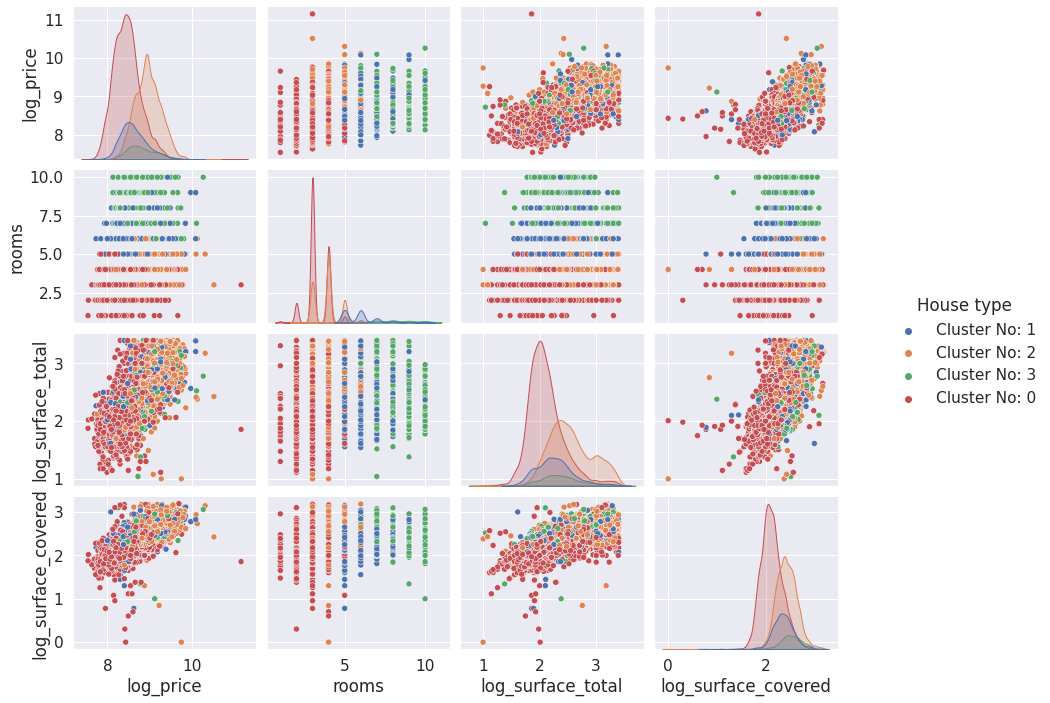 11
10
9
8
log_price
10.0
7.5
5.0
2.5
rooms
House type
Cluster No: 1
Cluster No: 2
Cluster No: 3
Cluster No: 0
3
2
1
log_surface_total
3
2
1
0
log_surface_covered
8 10 5 10 1 2 3 0 2
log_price rooms log_surface_total log_surface_covered